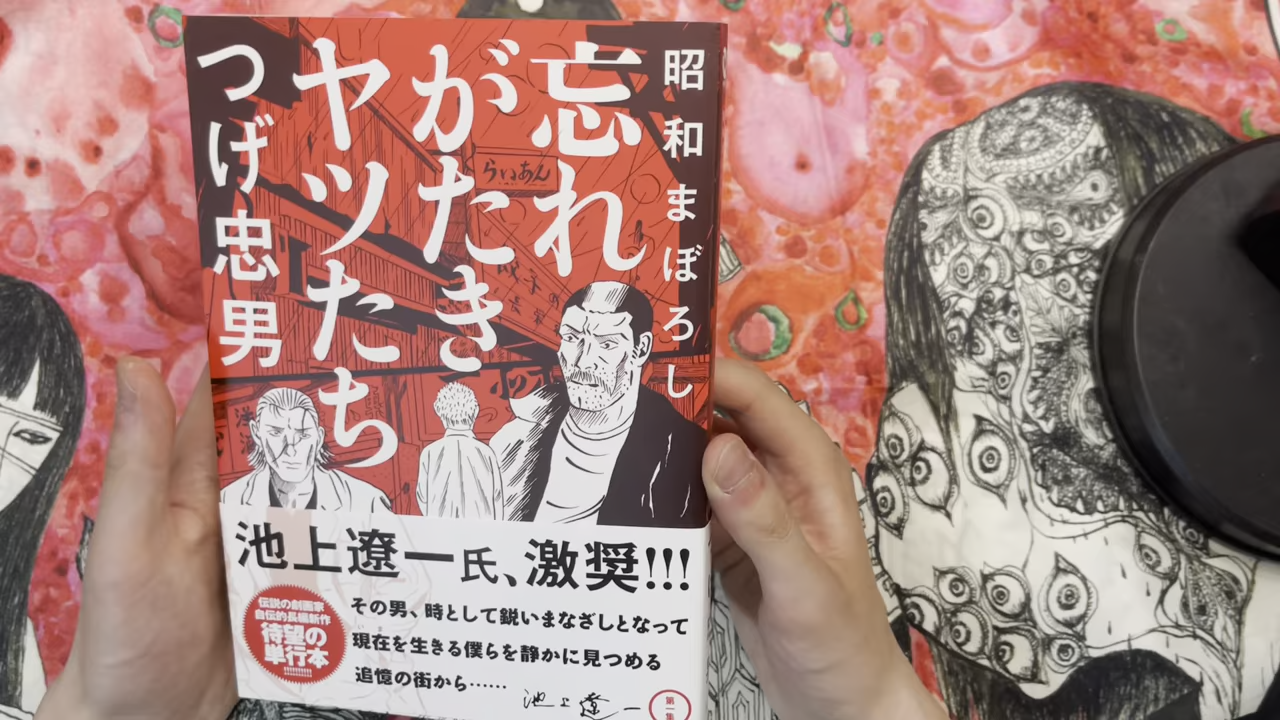 昭和まぼろし
忘れ
がたき
ヤツたち
つげ忠男
らいあん
池上遼一氏、激奨!!!
伝説の劇画家
自伝的長編新作
待望の
単行本
!!!!!!!!!!
その男、時として鋭いまなざしとなって
現在を生きる僕らを静かに見つめる
追憶の街から……
池上遼一
第一集